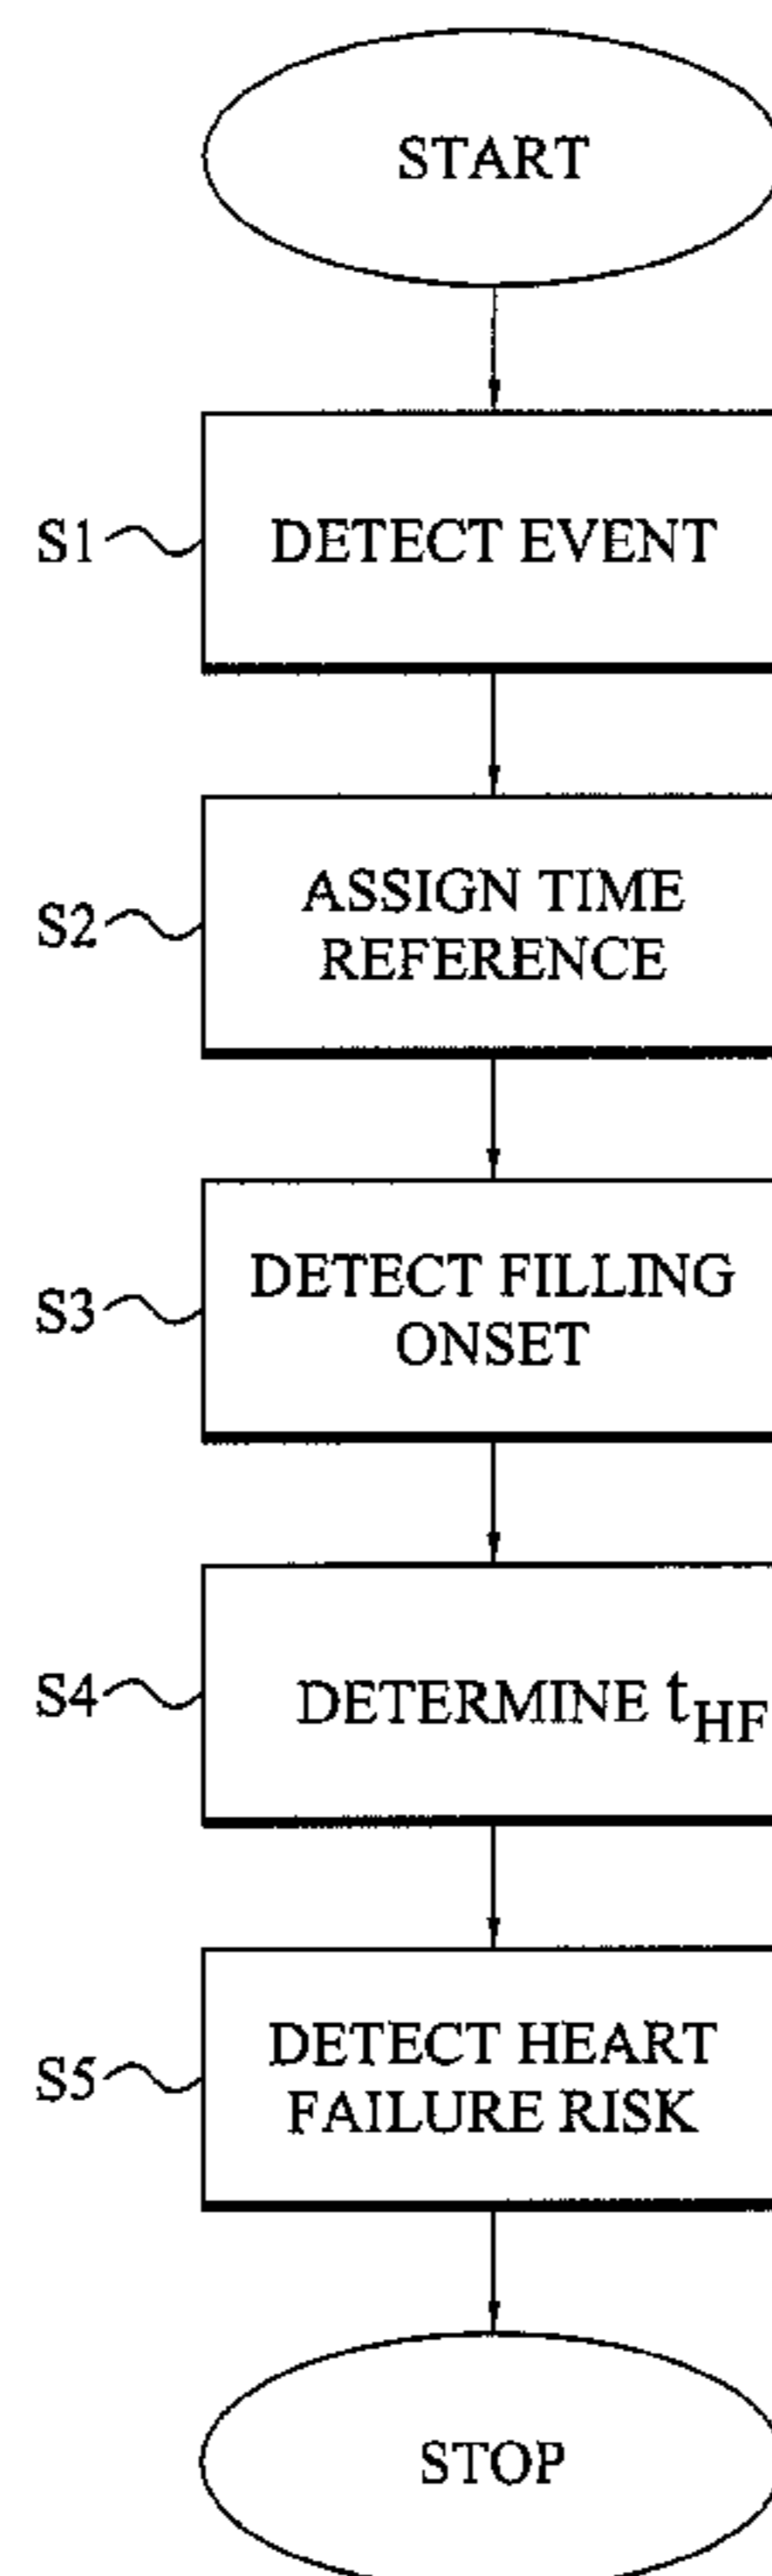 START
S1
DETECT EVENT
S2
ASSIGN TIME
REFERENCE
S3
DETECT FILLING
ONSET
S4
DETERMINE tHF
S5
DETECT HEART
FAILURE RISK
STOP